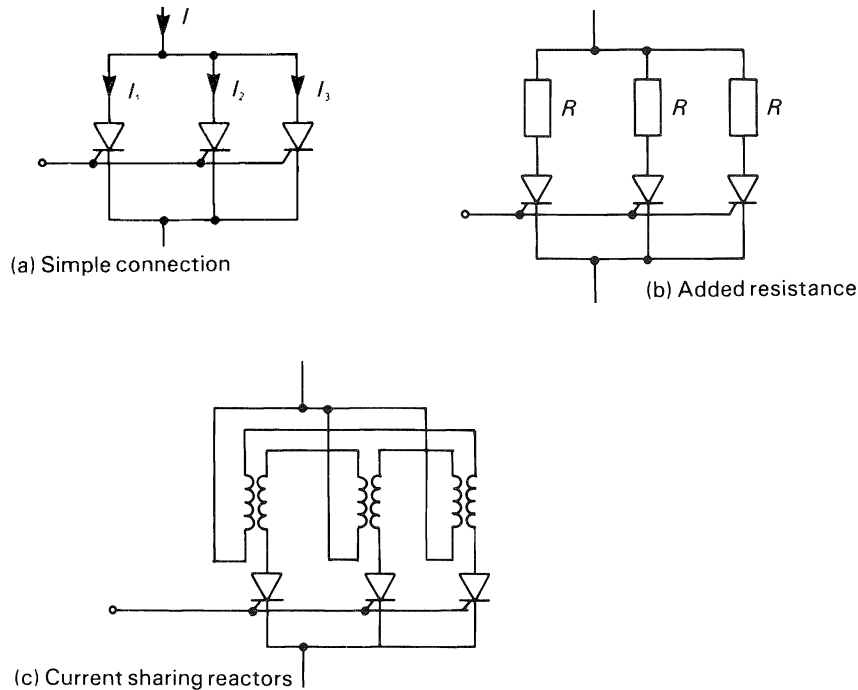 I
I₁ I₂ I₃
(a) Simple connection
R R R
(b) Added resistance
(c) Current sharing reactors